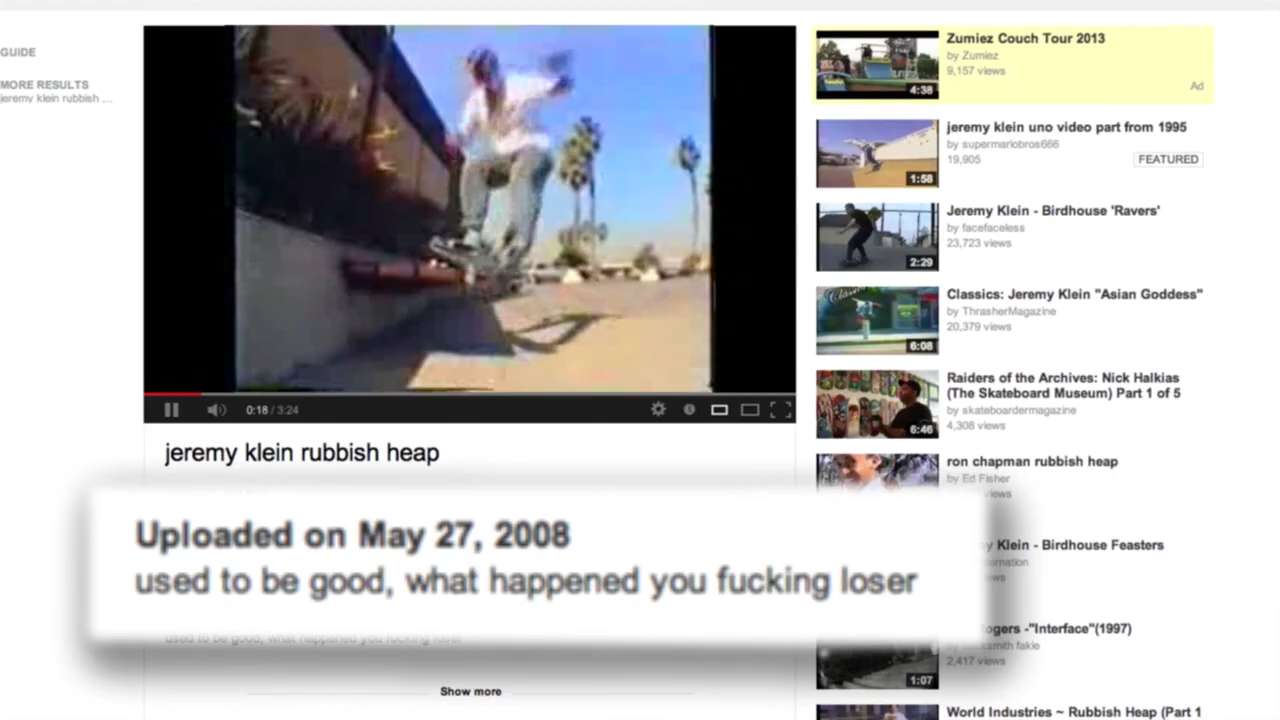 GUIDE
MORE RESULTS
jeremy klein rubbish ...
0:18 / 3:24
jeremy klein rubbish heap
Uploaded on May 27, 2008
used to be good, what happened you fucking loser
used to be good, what happened you fucking loser
Show more
4:38
Zumiez Couch Tour 2013
by Zumiez
9,157 views
Ad
1:58
jeremy klein uno video part from 1995
by supermariobros666
19,905
FEATURED
2:29
Jeremy Klein - Birdhouse 'Ravers'
by facefaceless
23,723 views
Classics
6:08
Classics: Jeremy Klein "Asian Goddess"
by ThrasherMagazine
20,379 views
6:46
Raiders of the Archives: Nick Halkias
(The Skateboard Museum) Part 1 of 5
by skateboardermagazine
4,308 views
ron chapman rubbish heap
by Ed Fisher
views
Klein - Birdhouse Feasters
-"Interface"(1997)
fakie
2,417 views
1:07
World Industries ~ Rubbish Heap (Part 1